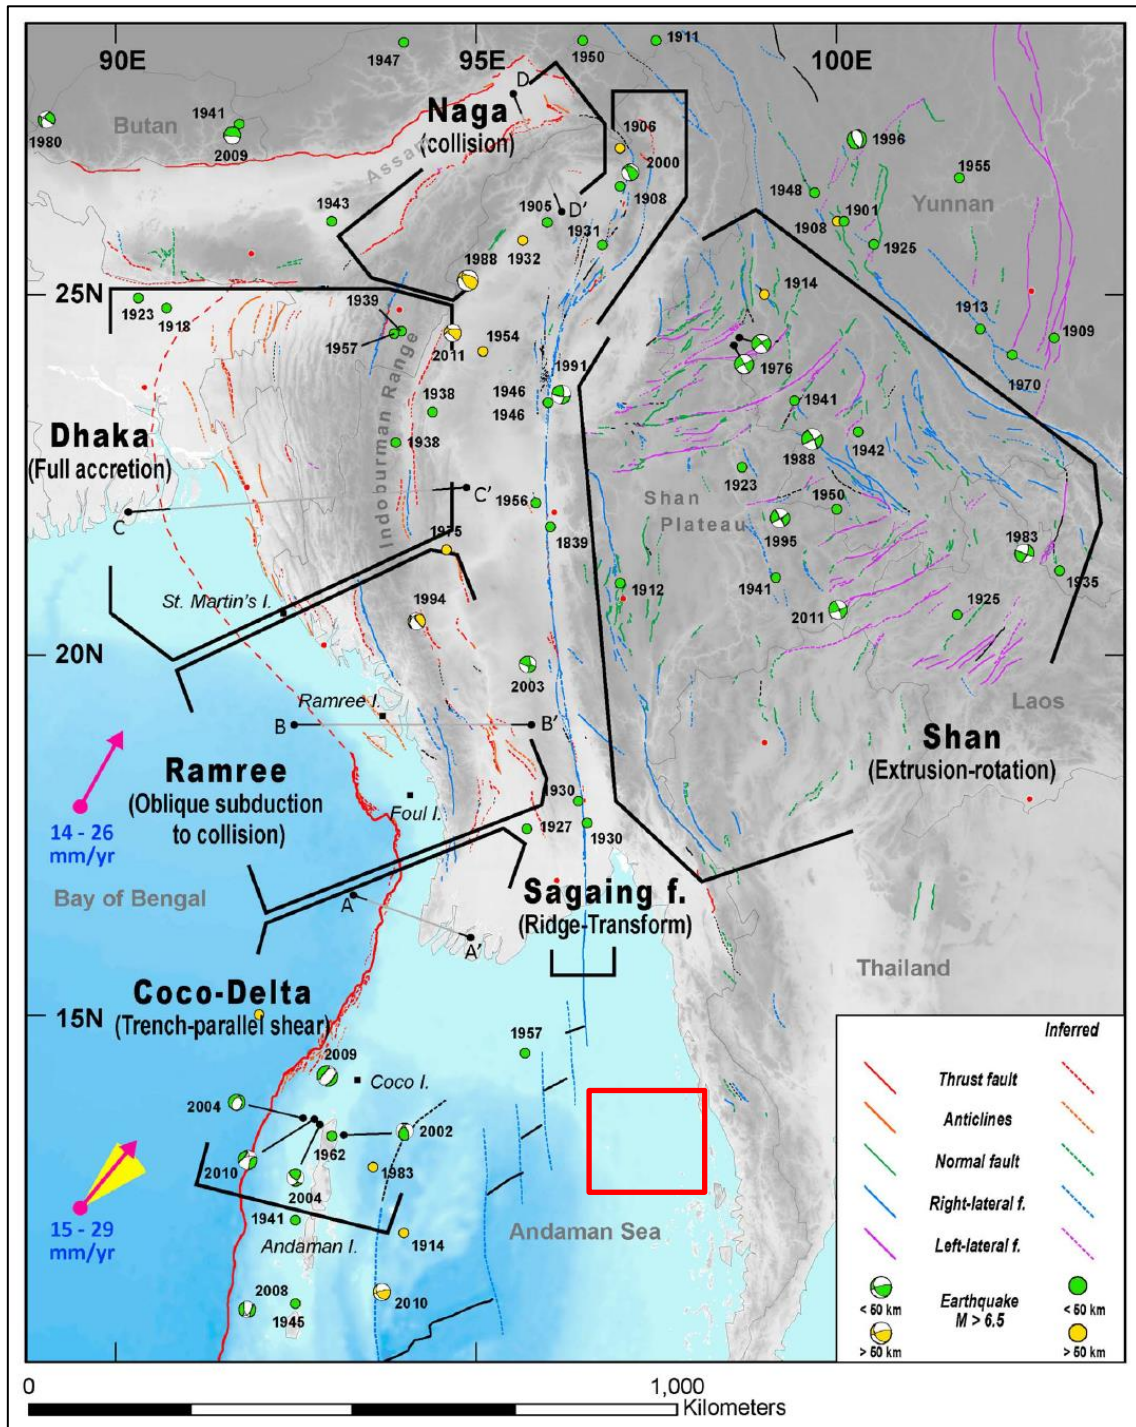 90E
95E
100E
1947
1950
1911
D
Naga
(collision)
1941
Butan
1980
2009
Assam
1906
2000
1908
1996
1955
1948
1901
1908
Yunnan
1925
1943
1905
D'
1931
1932
1988
25N
1923
1918
1939
1957
2011
1954
1914
1913
1909
1970
1976
1991
1946
1946
Indoburman Range
1938
1938
1941
1942
1988
1923
Dhaka
(Full accretion)
C
C'
1956
1839
Shan
Plateau
1950
1995
1983
1935
1975
1941
1912
St. Martin's I.
1994
2011
1925
20N
2003
Laos
Ramree I.
B
B'
Shan
(Extrusion-rotation)
Ramree
(Oblique subduction
to collision)
14 - 26
mm/yr
Foul I.
1930
1927
1930
Bay of Bengal
A
A'
Sagaing f.
(Ridge-Transform)
Thailand
Coco-Delta
(Trench-parallel shear)
15N
1957
2009
Coco I.
2004
2002
1962
2010
2004
1983
15 - 29
mm/yr
1941
Andaman I.
1914
Andaman Sea
2008
1945
2010
Inferred
Thrust fault
Anticlines
Normal fault
Right-lateral f.
Left-lateral f.
< 60 km
Earthquake
M > 6.5
< 60 km
> 60 km
> 60 km
0
1,000
Kilometers